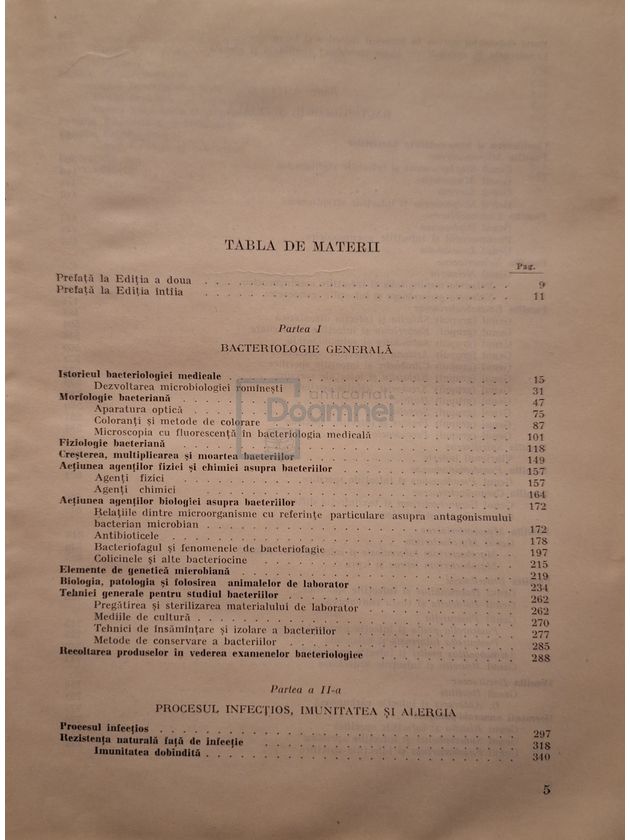 TABLA DE MATERII
Pag.
Prefață la Ediția a doua . . . . . 9
Prefață la Ediția întîia . . . . . 11
Partea I
BACTERIOLOGIE GENERALĂ
Istoricul bacteriologiei medicale . . . . . 15
Dezvoltarea microbiologiei romînești . . . . . 31
Morfologie bacteriană . . . . . 47
Aparatura optică . . . . . 75
Coloranți și metode de colorare . . . . . 87
Microscopia cu fluorescență în bacteriologia medicală . . . . . 101
Fiziologie bacteriană . . . . . 118
Creșterea, multiplicarea și moartea bacteriilor . . . . . 149
Acțiunea agenților fizici și chimici asupra bacteriilor . . . . . 157
Agenți fizici . . . . . 157
Agenți chimici . . . . . 164
Acțiunea agenților biologici asupra bacteriilor . . . . . 172
Relațiile dintre microorganisme cu referințe particulare asupra antagonismului
bacterian microbian . . . . . 172
Antibioticele . . . . . 178
Bacteriofagul și fenomenele de bacteriofagie . . . . . 197
Colicinele și alte bacteriocine . . . . . 215
Elemente de genetică microbiană . . . . . 219
Biologia, patologia și folosirea animalelor de laborator . . . . . 234
Tehnici generale pentru studiul bacteriilor . . . . . 262
Pregătirea și sterilizarea materialului de laborator . . . . . 262
Mediile de cultură . . . . . 270
Tehnici de însămînțare și izolare a bacteriilor . . . . . 277
Metode de conservare a bacteriilor . . . . . 285
Recoltarea produselor în vederea examenelor bacteriologice . . . . . 288
Partea a II-a
PROCESUL INFECȚIOS, IMUNITATEA ȘI ALERGIA
Procesul infecțios . . . . . 297
Rezistența naturală față de infecție . . . . . 318
Imunitatea dobîndită . . . . . 340
5
anticariat
Doamnei